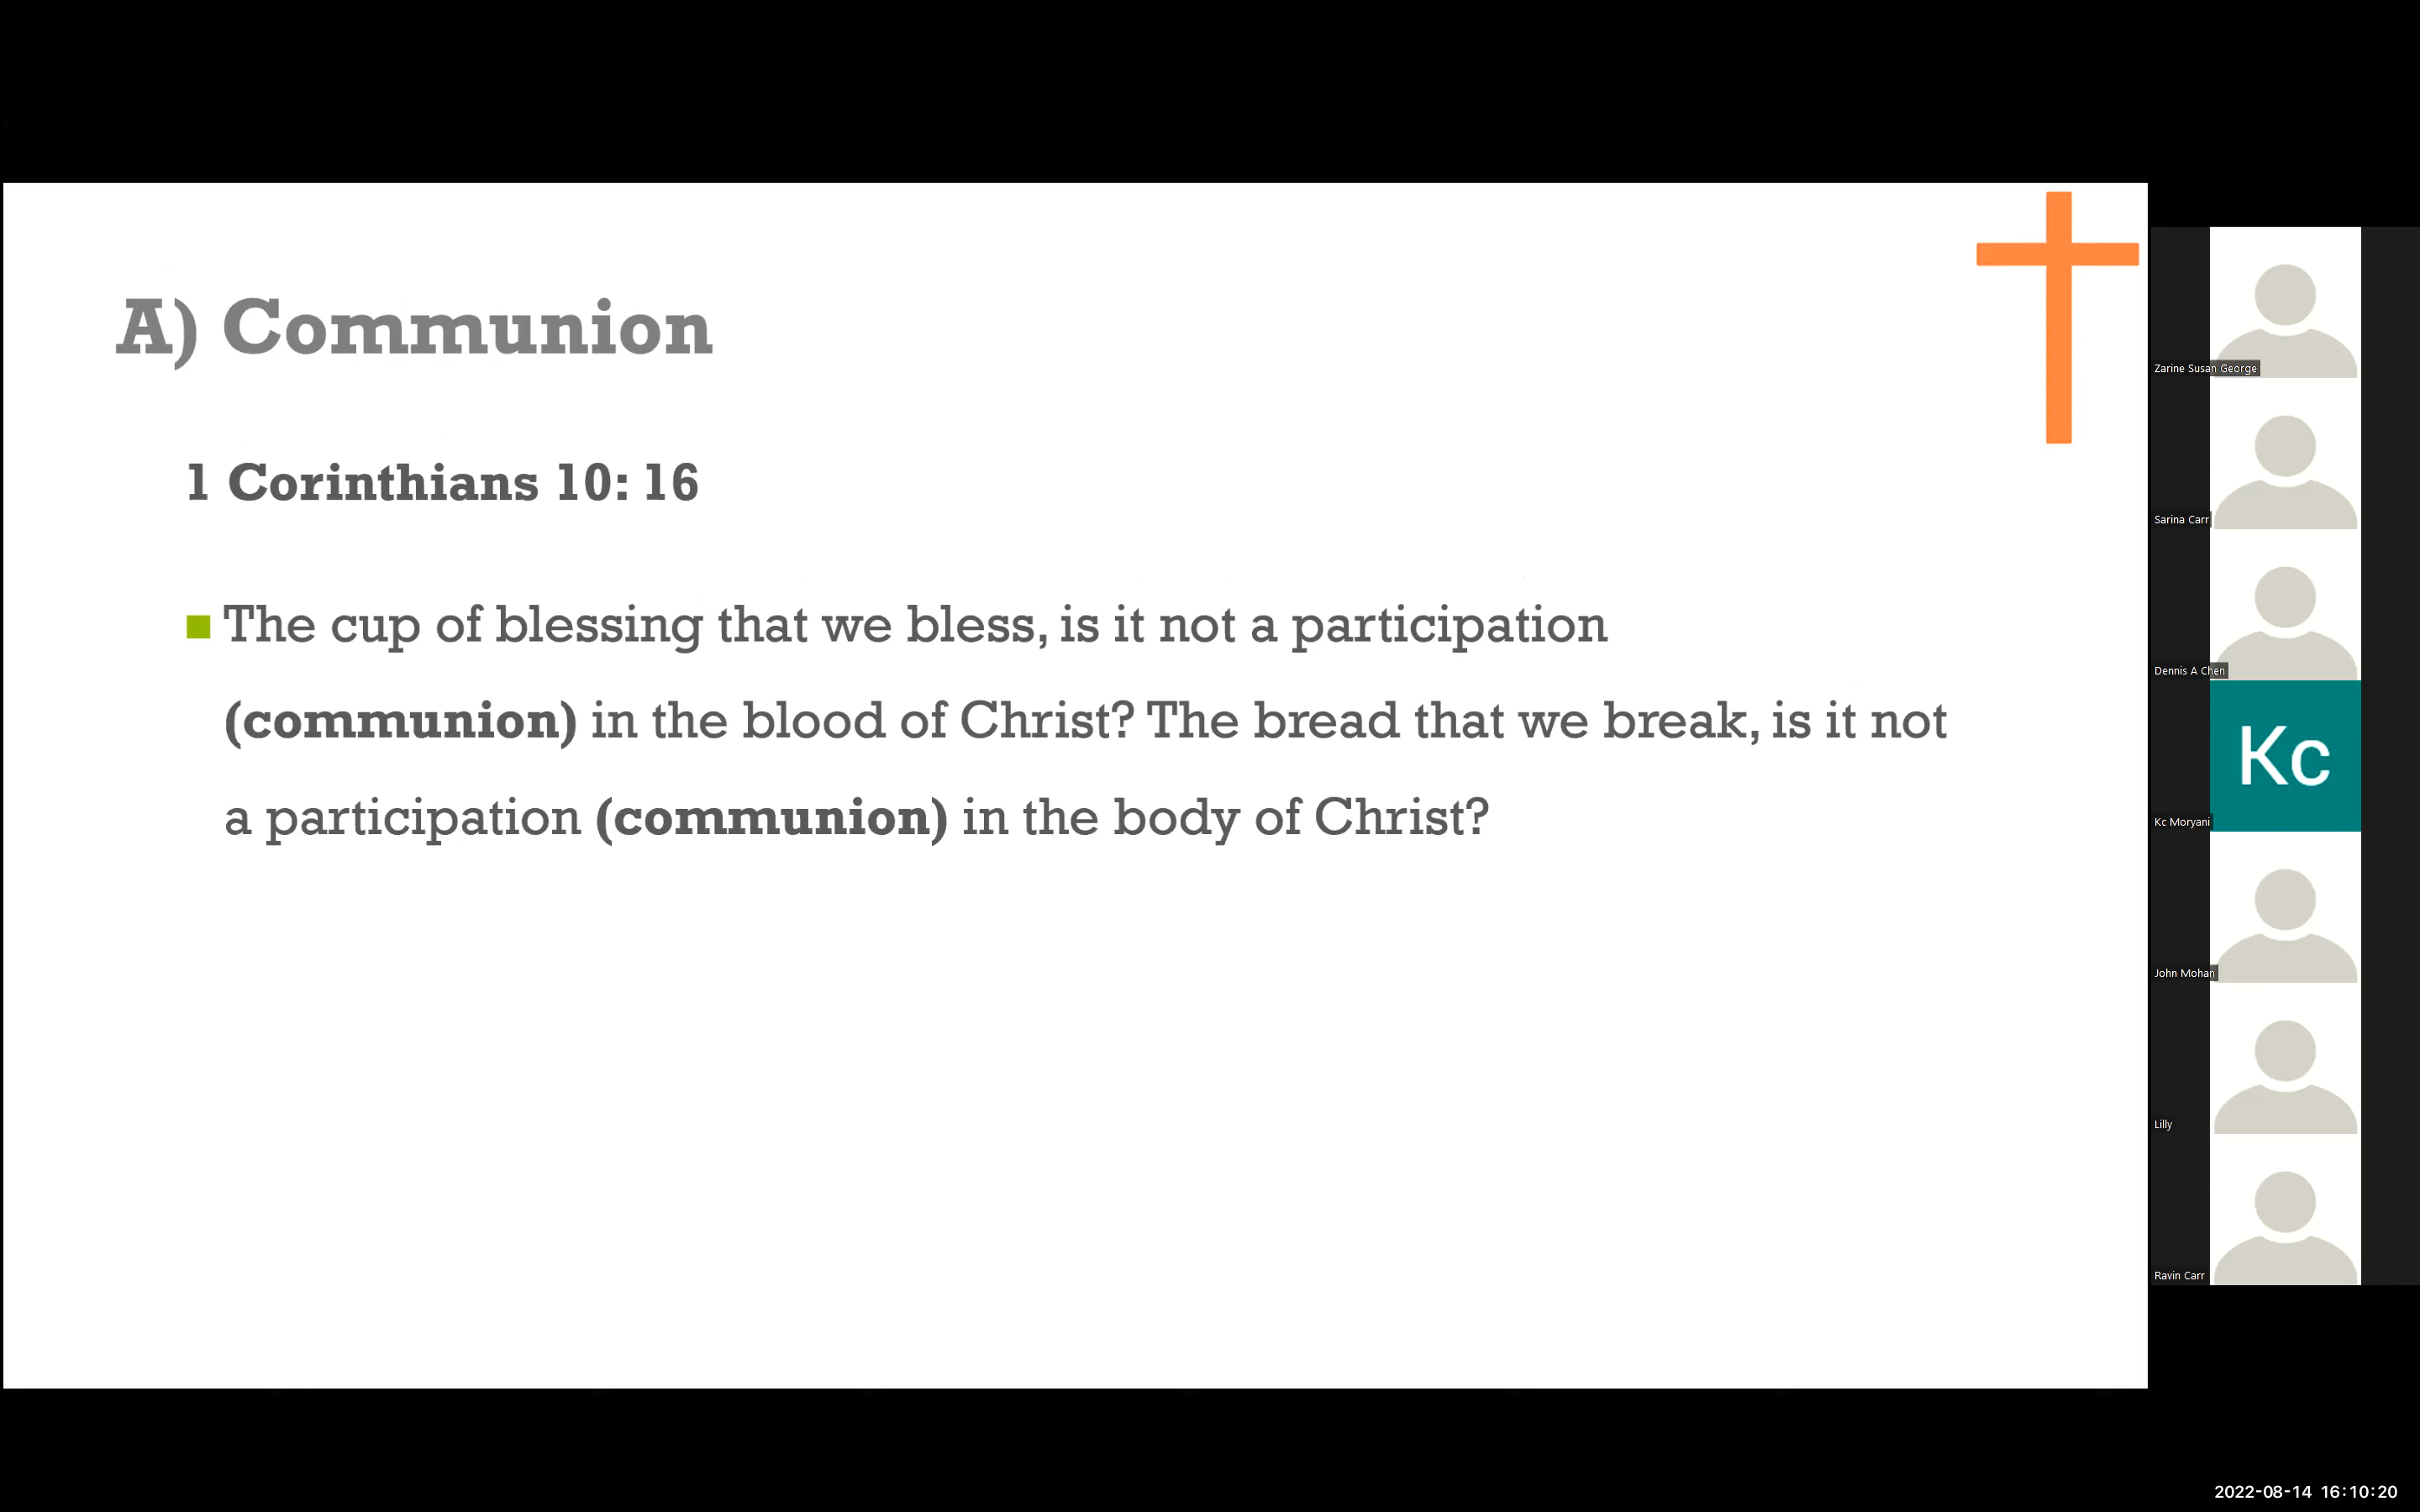 A) Communion
1 Corinthians 10: 16
The cup of blessing that we bless, is it not a participation
(communion) in the blood of Christ? The bread that we break, is it not
a participation (communion) in the body of Christ?
Zarine Susan George
Sarina Carr
Dennis A Chen
Kc
Kc Moryani
John Mohan
Lilly
Ravin Carr
2022-08-14 16:10:20